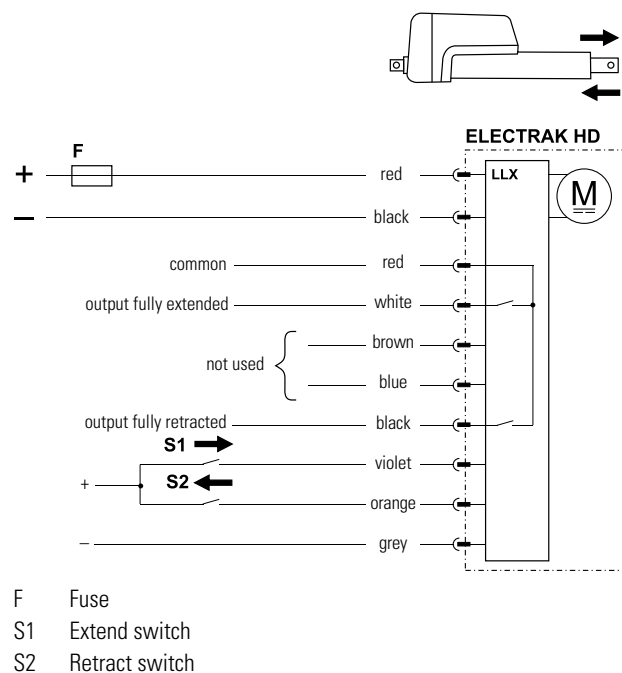 ELECTRAK HD
F
+ red LLX M
– black
common red
output fully extended white
brown
not used
blue
output fully retracted black
S1
violet
+ S2
orange
– grey
F Fuse
S1 Extend switch
S2 Retract switch